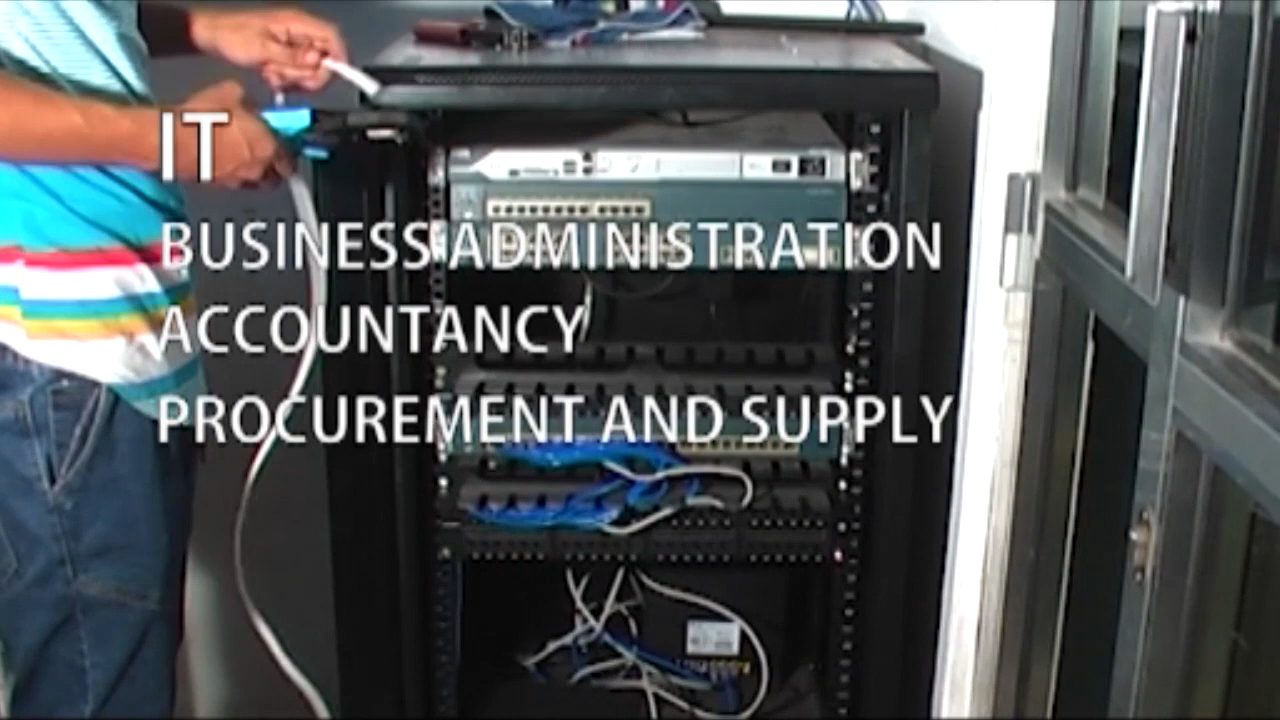 IT
BUSINESS ADMINISTRATION
ACCOUNTANCY
PROCUREMENT AND SUPPLY